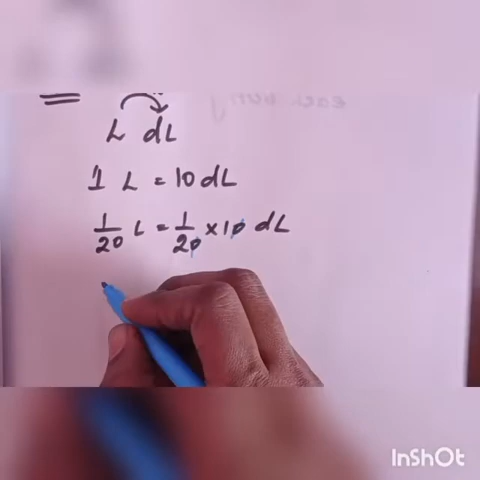 L dL
1 L = 10 dL
1/20 L = 1/20 × 10 dL
InShOt